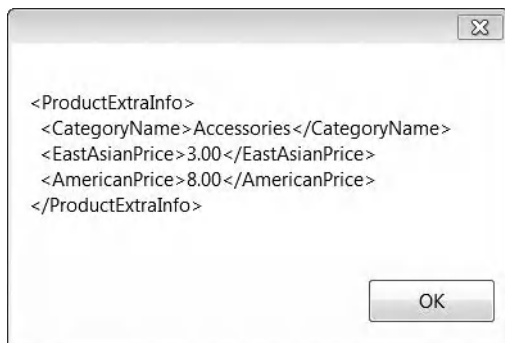 <ProductExtraInfo>
<CategoryName>Accessories</CategoryName>
<EastAsianPrice>3.00</EastAsianPrice>
<AmericanPrice>8.00</AmericanPrice>
</ProductExtraInfo>
OK